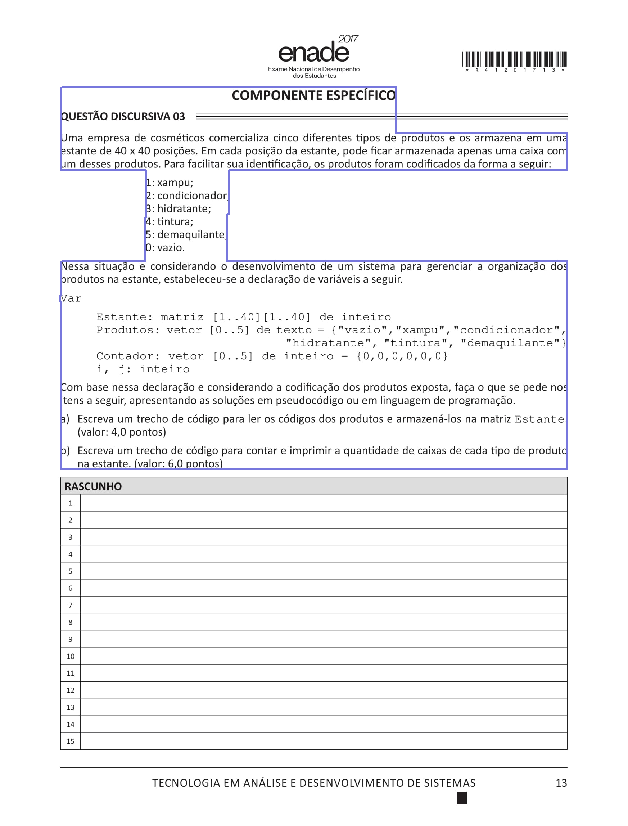 enade 2017
Exame Nacional de Desempenho
dos Estudantes
*R1420171 3*
COMPONENTE ESPECÍFICO
QUESTÃO DISCURSIVA 03
Uma empresa de cosméticos comercializa cinco diferentes tipos de produtos e os armazena em uma
estante de 40 x 40 posições. Em cada posição da estante, pode ficar armazenada apenas uma caixa com
um desses produtos. Para facilitar sua identificação, os produtos foram codificados da forma a seguir:
1: xampu;
2: condicionador;
3: hidratante;
4: tintura;
5: demaquilante;
0: vazio.
Nessa situação e considerando o desenvolvimento de um sistema para gerenciar a organização dos
produtos na estante, estabeleceu-se a declaração de variáveis a seguir.
Var
Estante: matriz [1..40][1..40] de inteiro
Produtos: vetor [0..5] de texto = {"vazio","xampu","condicionador",
"hidratante", "tintura", "demaquilante"}
Contador: vetor [0..5] de inteiro = {0,0,0,0,0,0}
i, j: inteiro
Com base nessa declaração e considerando a codificação dos produtos exposta, faça o que se pede nos
itens a seguir, apresentando as soluções em pseudocódigo ou em linguagem de programação.
a) Escreva um trecho de código para ler os códigos dos produtos e armazená-los na matriz Estante
(valor: 4,0 pontos)
b) Escreva um trecho de código para contar e imprimir a quantidade de caixas de cada tipo de produto
na estante. (valor: 6,0 pontos)
RASCUNHO
1
2
3
4
5
6
7
8
9
10
11
12
13
14
15
TECNOLOGIA EM ANÁLISE E DESENVOLVIMENTO DE SISTEMAS 13